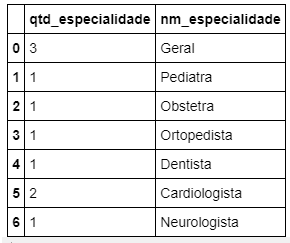 qtd_especialidade nm_especialidade
0 3 Geral
1 1 Pediatra
2 1 Obstetra
3 1 Ortopedista
4 1 Dentista
5 2 Cardiologista
6 1 Neurologista